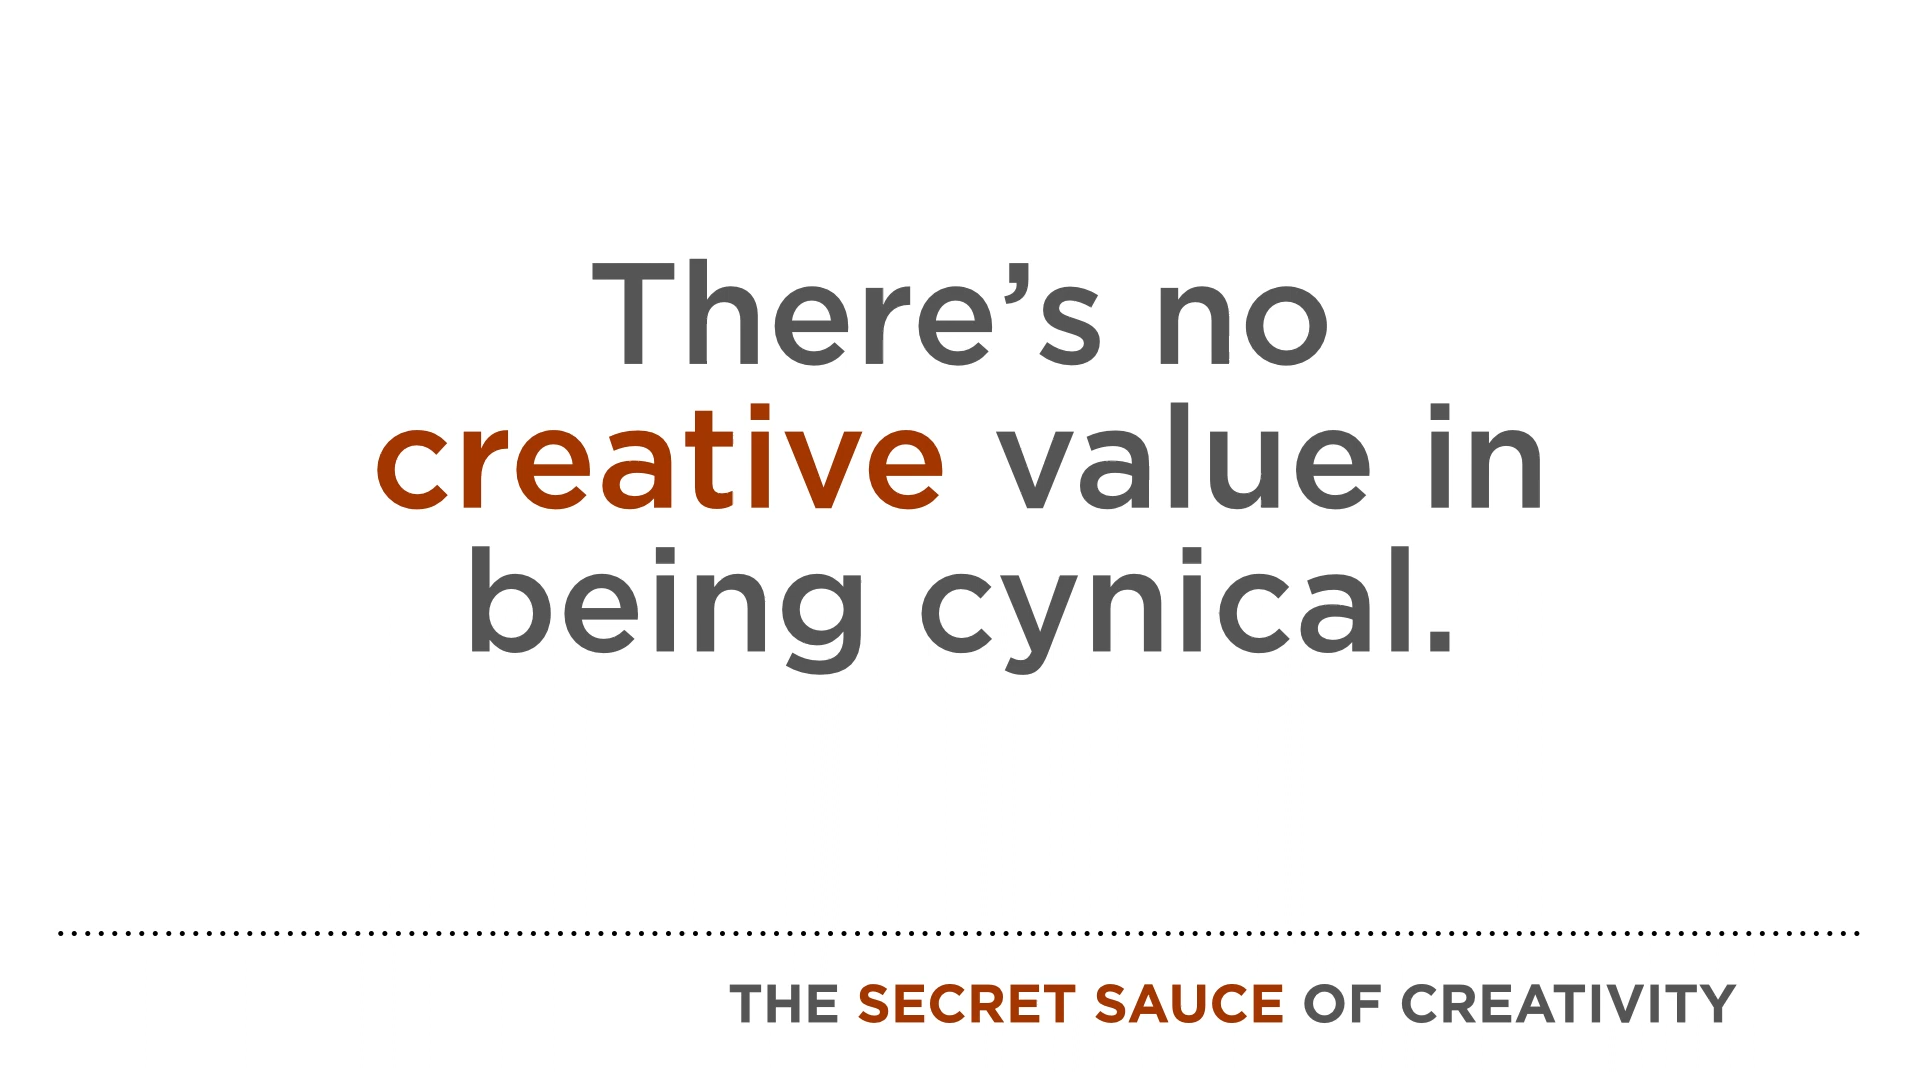 There’s no
creative value in
being cynical.
THE SECRET SAUCE OF CREATIVITY